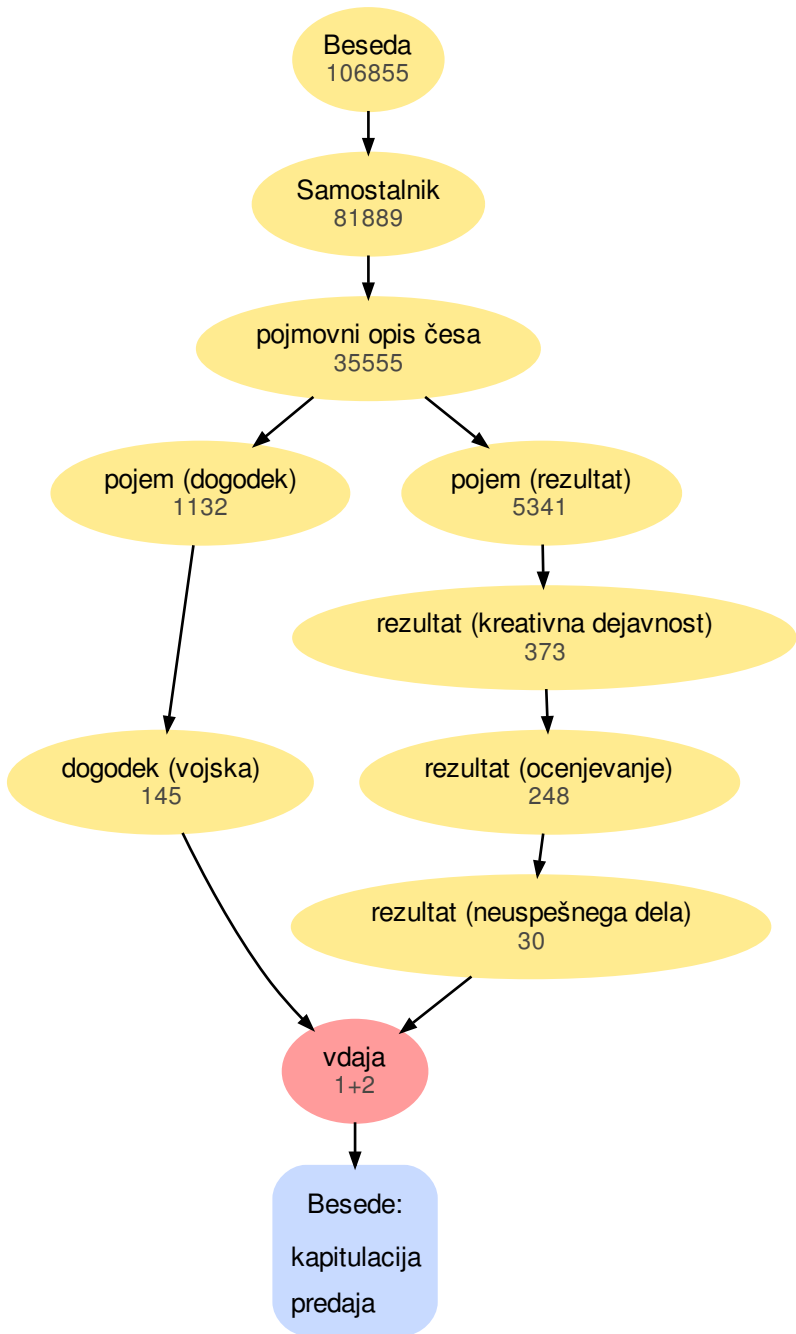 Beseda
106855
Samostalnik
81889
pojmovni opis česa
35555
pojem (dogodek)
1132
pojem (rezultat)
5341
rezultat (kreativna dejavnost)
373
dogodek (vojska)
145
rezultat (ocenjevanje)
248
rezultat (neuspešnega dela)
30
vdaja
1+2
Besede:
kapitulacija
predaja